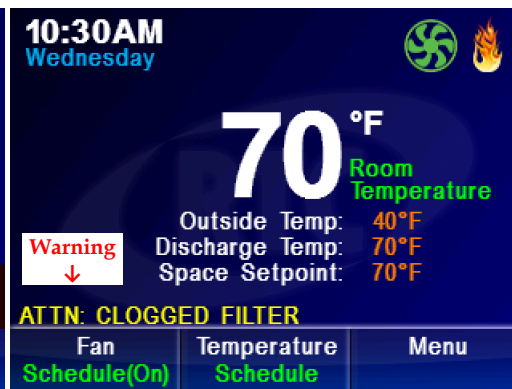 10:30AM
Wednesday
70 °F
Room
Temperature
Outside Temp: 40°F
Discharge Temp: 70°F
Space Setpoint: 70°F
Warning
↓
ATTN: CLOGGED FILTER
Fan Temperature Menu
Schedule(On) Schedule